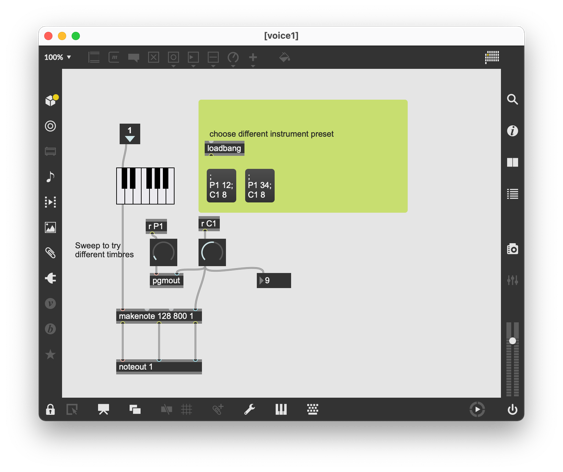 [voice1]
100%
1
choose different instrument preset
loadbang
;
P1 12;
C1 8
;
P1 34;
C1 8
r P1
r C1
Sweep to try
different timbres
pgmout
9
makenote 128 800 1
noteout 1